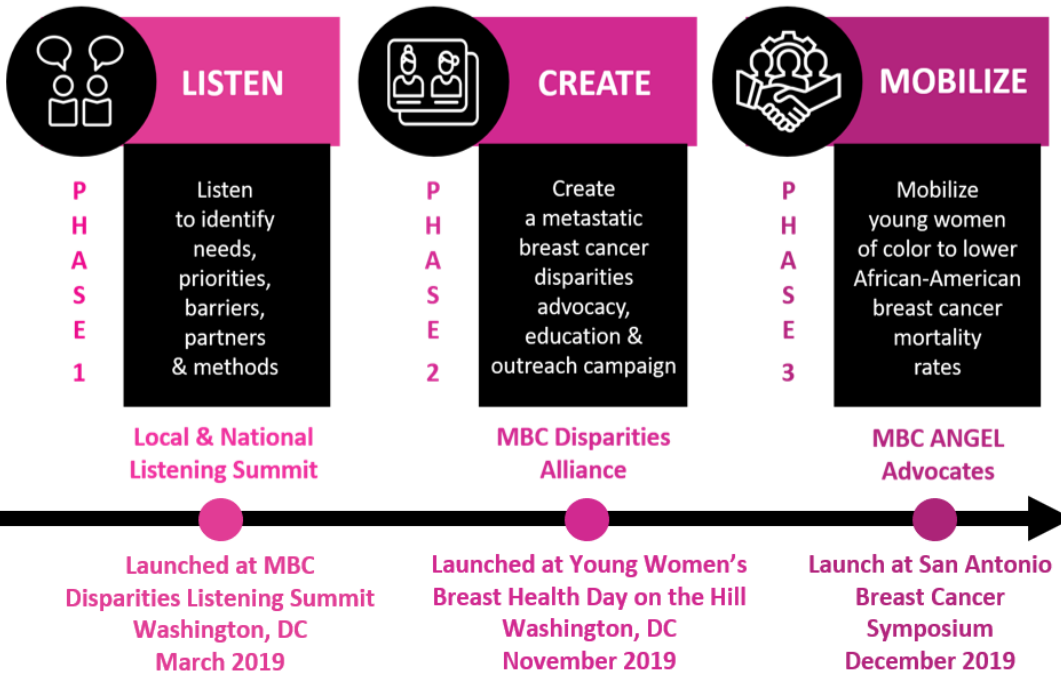 LISTEN
PHASE 1
Listen
to identify
needs,
priorities,
barriers,
partners
& methods
Local & National
Listening Summit
Launched at MBC
Disparities Listening Summit
Washington, DC
March 2019
CREATE
PHASE 2
Create
a metastatic
breast cancer
disparities
advocacy,
education &
outreach campaign
MBC Disparities
Alliance
Launched at Young Women’s
Breast Health Day on the Hill
Washington, DC
November 2019
MOBILIZE
PHASE 3
Mobilize
young women
of color to lower
African-American
breast cancer
mortality
rates
MBC ANGEL
Advocates
Launch at San Antonio
Breast Cancer
Symposium
December 2019